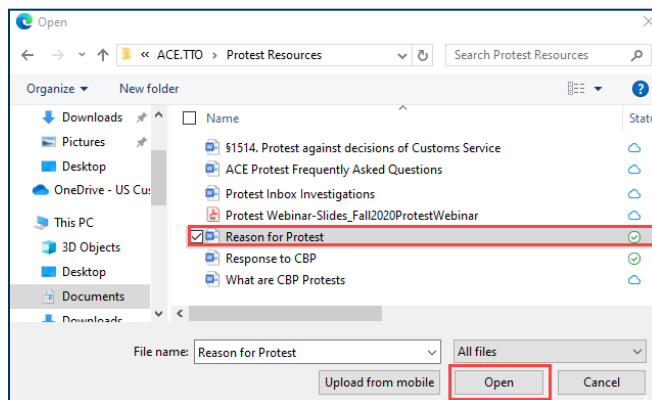 Open
« ACE.TTO > Protest Resources
Search Protest Resources
Organize
New folder
Downloads
Pictures
Desktop
OneDrive - US Cus
This PC
3D Objects
Desktop
Documents
Downloads
Name
Statu
§1514. Protest against decisions of Customs Service
ACE Protest Frequently Asked Questions
Protest Inbox Investigations
Protest Webinar-Slides_Fall2020ProtestWebinar
Reason for Protest
Response to CBP
What are CBP Protests
File name: Reason for Protest
All files
Upload from mobile
Open
Cancel